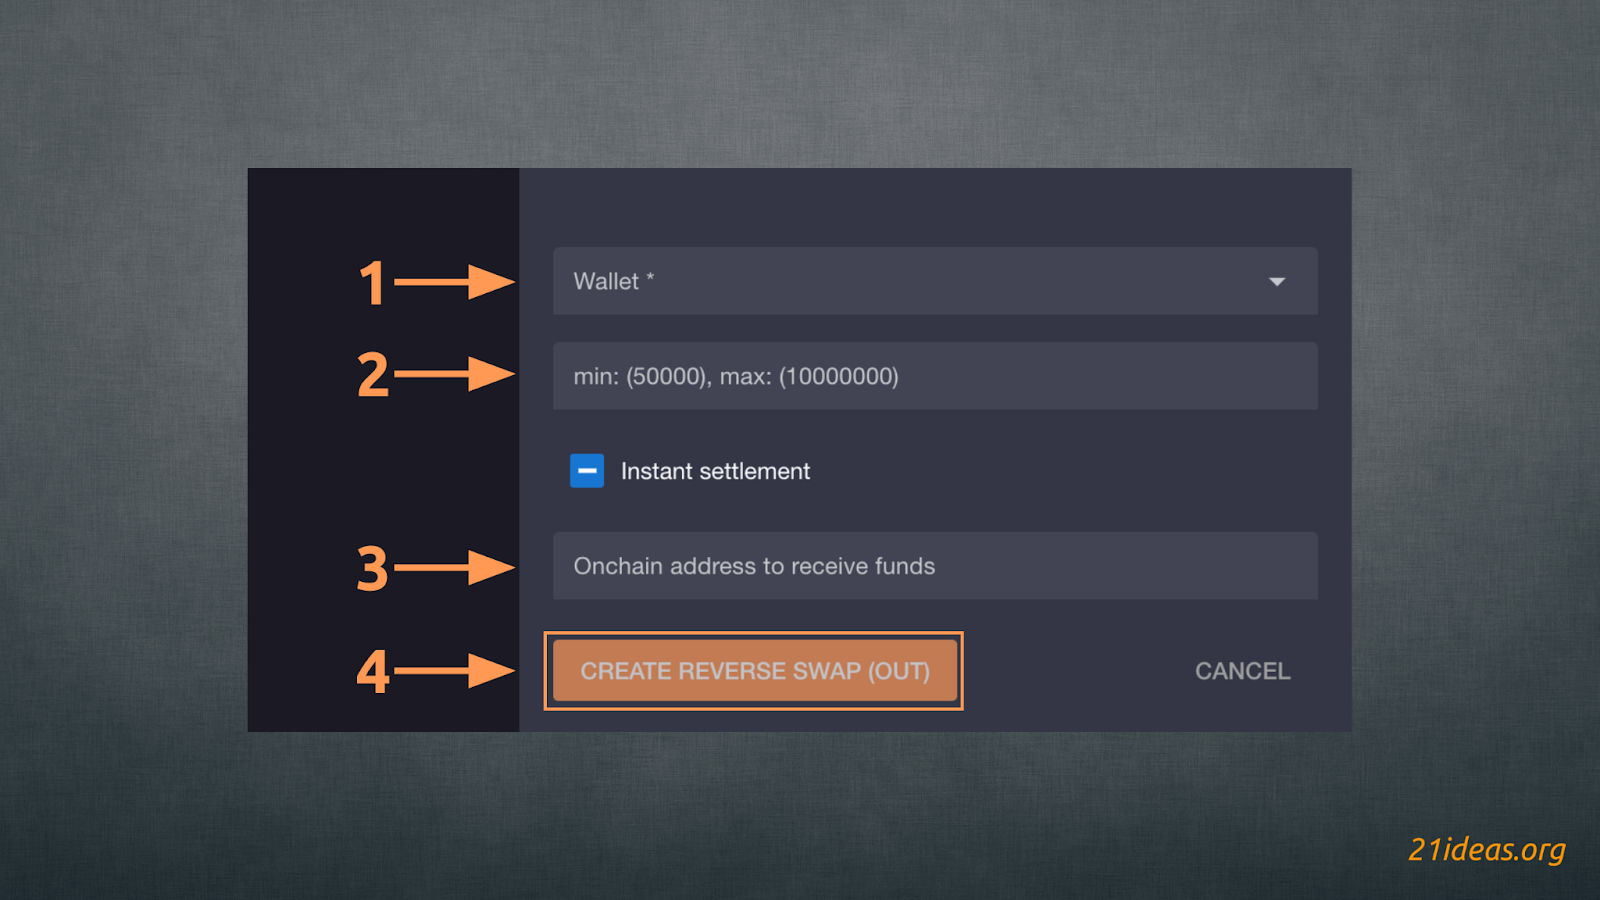 1
Wallet *
2
min: (50000), max: (10000000)
Instant settlement
3
Onchain address to receive funds
4
CREATE REVERSE SWAP (OUT)
CANCEL
21ideas.org